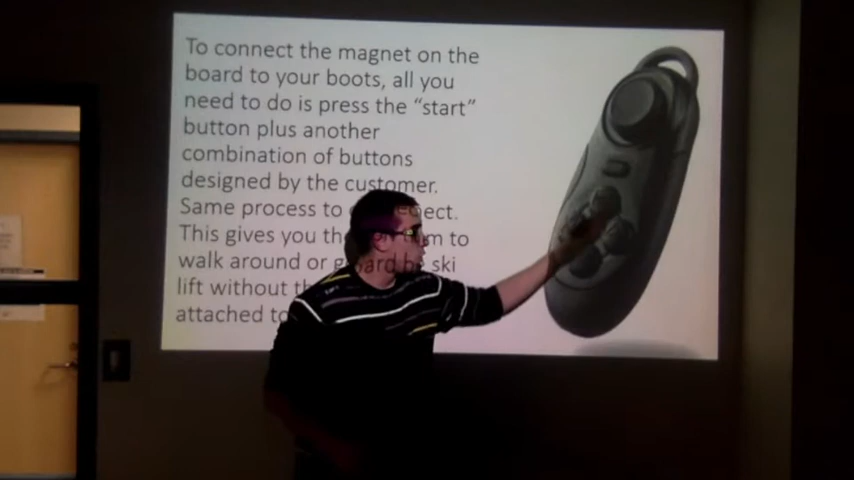 To connect the magnet on the
board to your boots, all you
need to do is press the “start”
button plus another
combination of buttons
designed by the customer.
Same process to
This gives you to
walk around or ski
lift without
attached